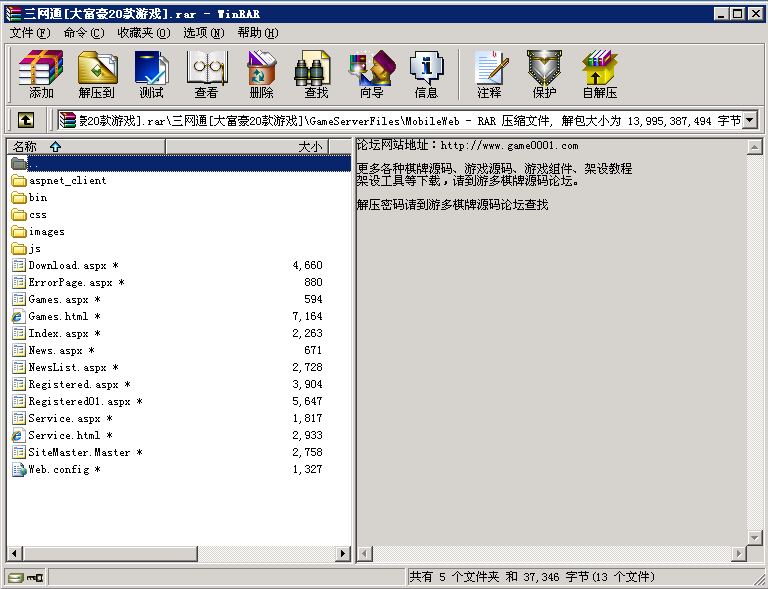 三网通[大富豪20款游戏].rar - WinRAR
文件(F) 命令(C) 收藏夹(O) 选项(N) 帮助(H)
添加 解压到 测试 查看 删除 查找 向导 信息 注释 保护 自解压
豪20款游戏].rar\三网通[大富豪20款游戏]\GameServerFiles\MobileWeb - RAR 压缩文件, 解包大小为 13,995,387,494 字节
名称 大小
..
aspnet_client
bin
css
images
js
Download.aspx * 4,660
ErrorPage.aspx * 880
Games.aspx * 594
Games.html * 7,164
Index.aspx * 2,263
News.aspx * 671
NewsList.aspx * 2,728
Registered.aspx * 3,904
Registered01.aspx * 5,647
Service.aspx * 1,817
Service.html * 2,933
SiteMaster.Master * 2,758
Web.config * 1,327
论坛网站地址：http://www.game0001.com
更多各种棋牌源码、游戏源码、游戏组件、架设教程
架设工具等下载，请到游多棋牌源码论坛。
解压密码请到游多棋牌源码论坛查找
共有 5 个文件夹 和 37,346 字节(13 个文件)